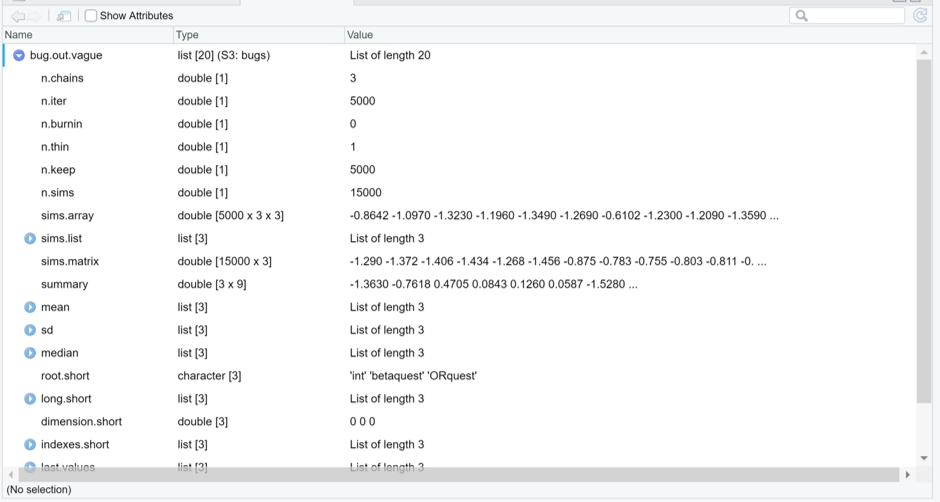 Show Attributes
Name Type Value
bug.out.vague list [20] (S3: bugs) List of length 20
n.chains double [1] 3
n.iter double [1] 5000
n.burnin double [1] 0
n.thin double [1] 1
n.keep double [1] 5000
n.sims double [1] 15000
sims.array double [5000 x 3 x 3] -0.8642 -1.0970 -1.3230 -1.1960 -1.3490 -1.2690 -0.6102 -1.2300 -1.2090 -1.3590 ...
sims.list list [3] List of length 3
sims.matrix double [15000 x 3] -1.290 -1.372 -1.406 -1.434 -1.268 -1.456 -0.875 -0.783 -0.755 -0.803 -0.811 -0. ...
summary double [3 x 9] -1.3630 -0.7618 0.4705 0.0843 0.1260 0.0587 -1.5280 ...
mean list [3] List of length 3
sd list [3] List of length 3
median list [3] List of length 3
root.short character [3] 'int' 'betaquest' 'ORquest'
long.short list [3] List of length 3
dimension.short double [3] 0 0 0
indexes.short list [3] List of length 3
last.values list [3] List of length 3
(No selection)